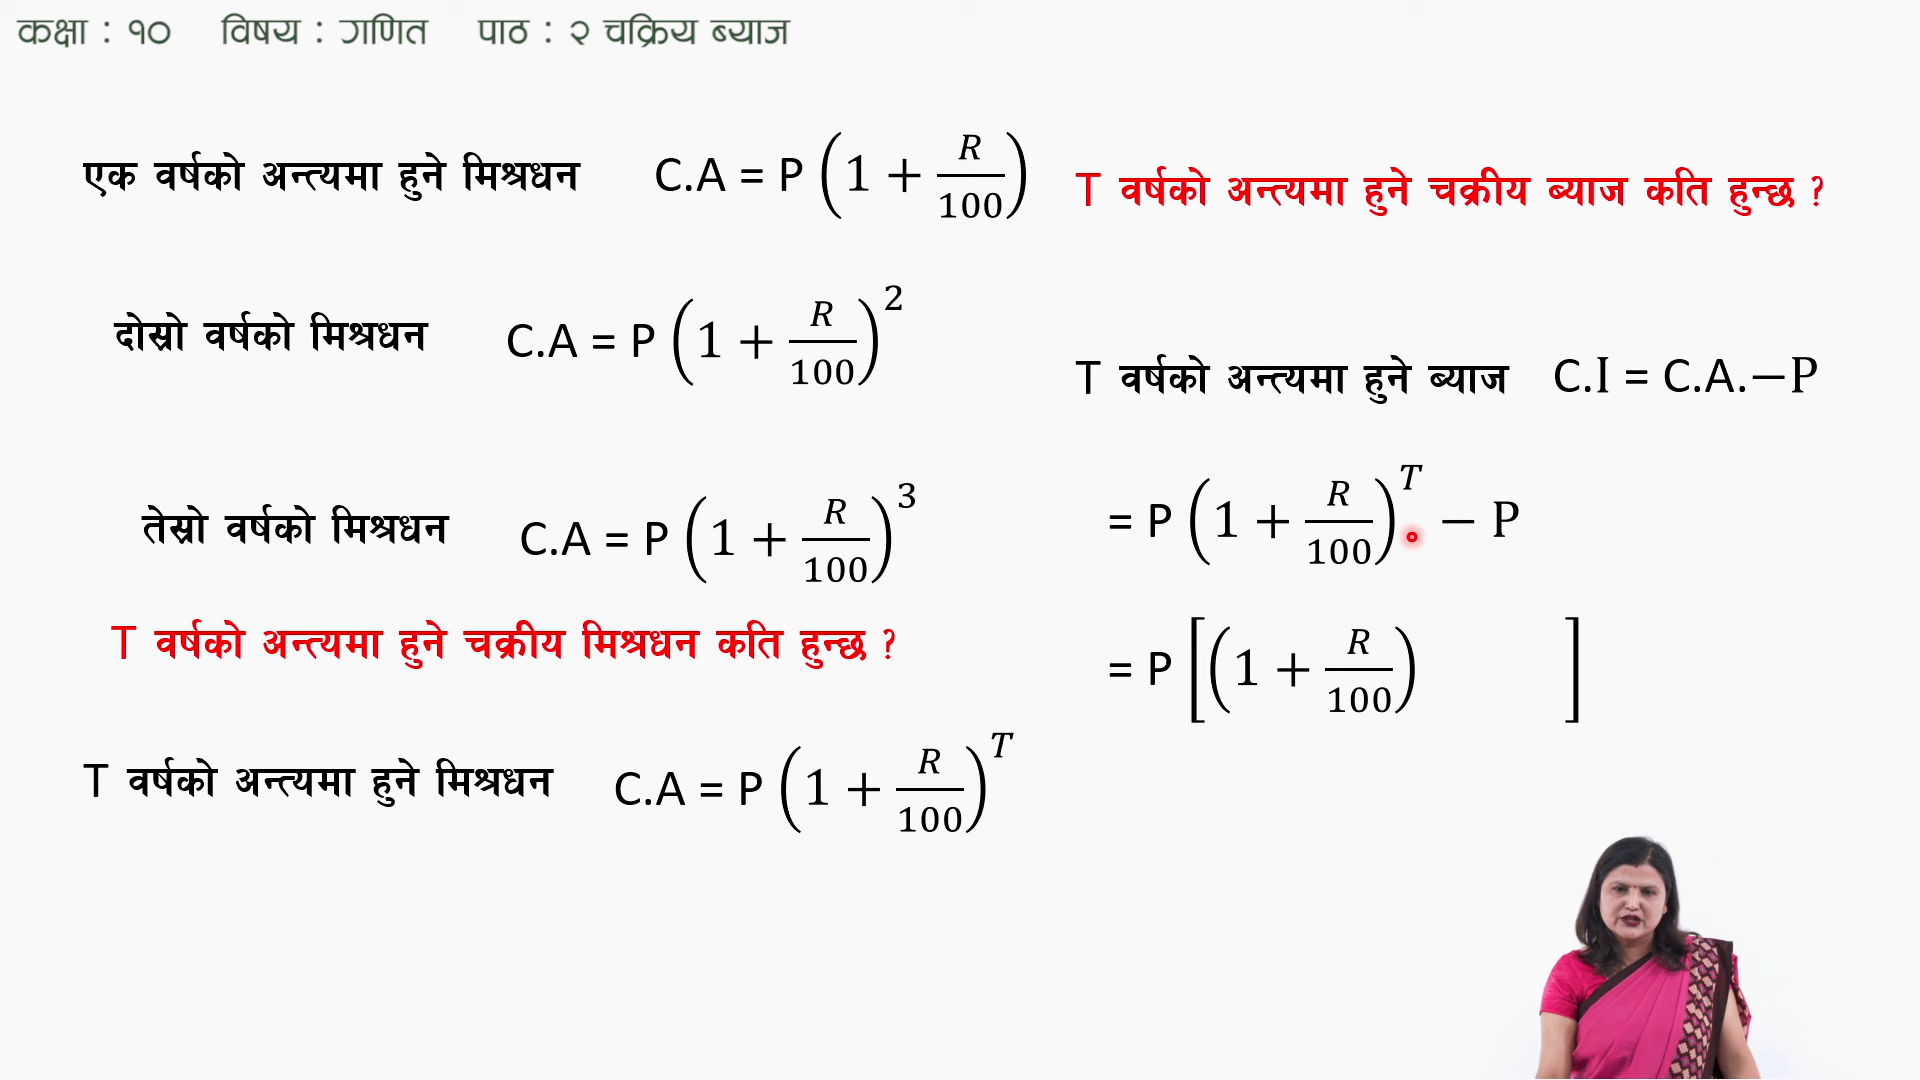 कक्षा : १० विषय : गणित पाठ : २ चक्रिय ब्याज
एक वर्षको अन्त्यमा हुने मिश्रधन C.A = P (1 + R/100)
दोस्रो वर्षको मिश्रधन C.A = P (1 + R/100)^2
तेस्रो वर्षको मिश्रधन C.A = P (1 + R/100)^3
T वर्षको अन्त्यमा हुने चक्रीय मिश्रधन कति हुन्छ ?
T वर्षको अन्त्यमा हुने मिश्रधन C.A = P (1 + R/100)^T
T वर्षको अन्त्यमा हुने चक्रीय ब्याज कति हुन्छ ?
T वर्षको अन्त्यमा हुने ब्याज C.I = C.A.−P
= P (1 + R/100)^T − P
= P [(1 + R/100) ]